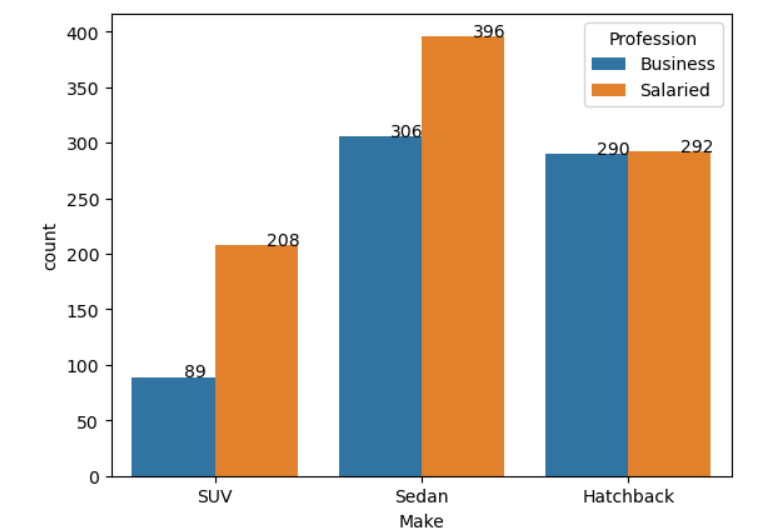 400
350
300
250
200
150
100
50
0
count
89
208
306
396
290
292
Profession
Business
Salaried
SUV
Sedan
Hatchback
Make